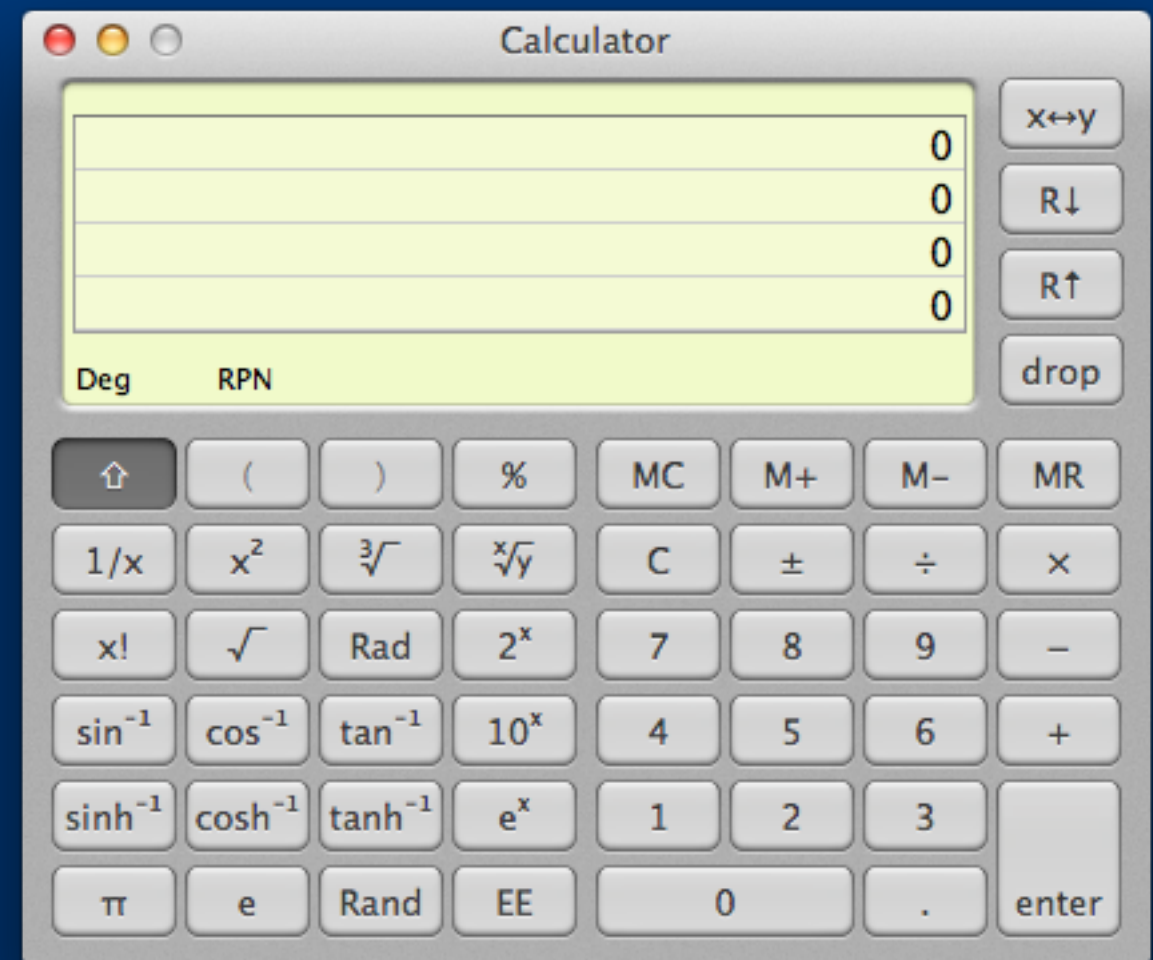 Calculator
0
0
0
0
Deg RPN
x↔y
R↓
R↑
drop
⇧ ( ) % MC M+ M− MR
1/x x² ∛ ˣ√y C ± ÷ ×
x! √ Rad 2ˣ 7 8 9 −
sin⁻¹ cos⁻¹ tan⁻¹ 10ˣ 4 5 6 +
sinh⁻¹ cosh⁻¹ tanh⁻¹ eˣ 1 2 3
π e Rand EE 0 . enter